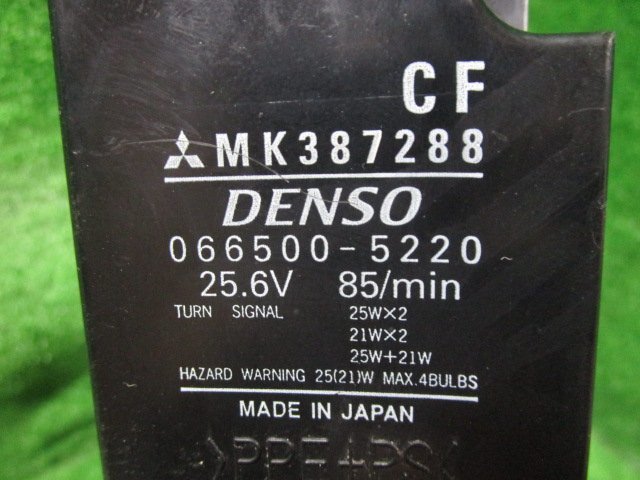 CF
MK387288
DENSO
066500-5220
25.6V 85/min
TURN SIGNAL 25W×2
21W×2
25W+21W
HAZARD WARNING 25(21)W MAX.4BULBS
MADE IN JAPAN